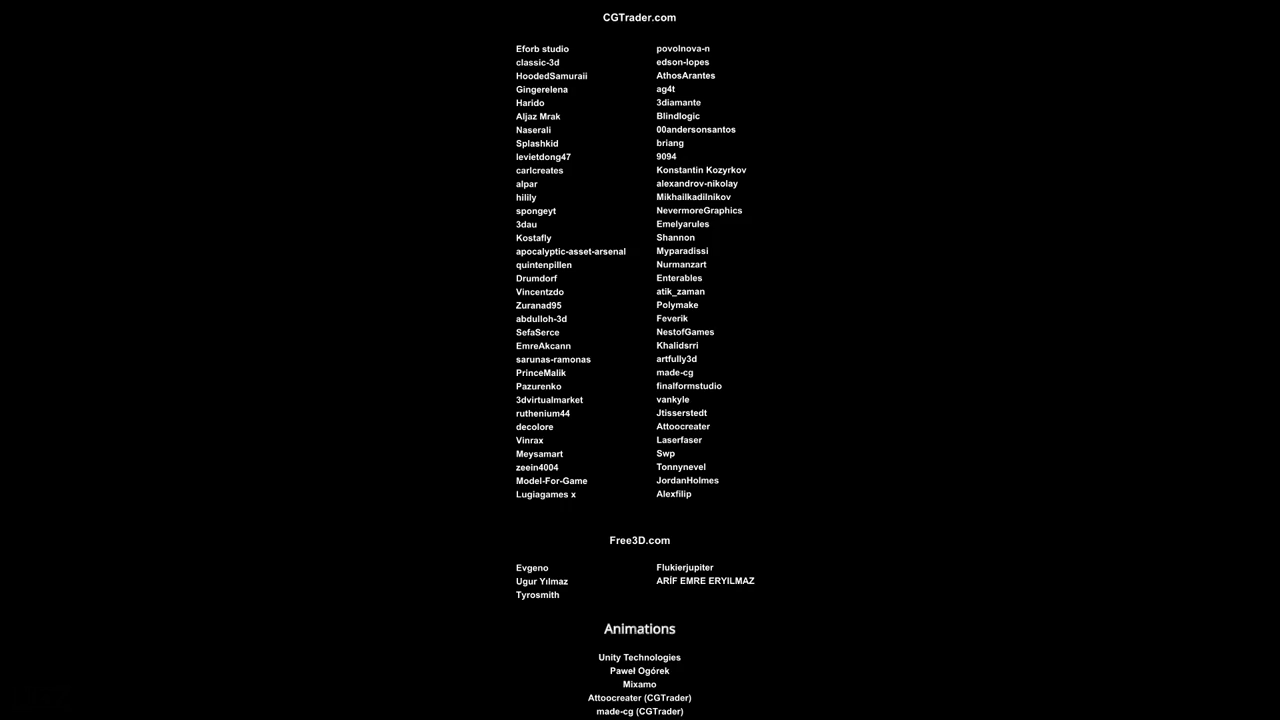 CGTrader.com
Eforb studio
classic-3d
HoodedSamuraii
Gingerelena
Harido
Aljaz Mrak
Naserali
Splashkid
levietdong47
carlcreates
alpar
hilily
spongeyt
3dau
Kostafly
apocalyptic-asset-arsenal
quintenpillen
Drumdorf
Vincentzdo
Zuranad95
abdulloh-3d
SefaSerce
EmreAkcann
sarunas-ramonas
PrinceMalik
Pazurenko
3dvirtualmarket
ruthenium44
decolore
Vinrax
Meysamart
zeein4004
Model-For-Game
Lugiagames x
povolnova-n
edson-lopes
AthosArantes
ag4t
3diamante
Blindlogic
00andersonsantos
briang
9094
Konstantin Kozyrkov
alexandrov-nikolay
Mikhailkadilnikov
NevermoreGraphics
Emelyarules
Shannon
Myparadissi
Nurmanzart
Enterables
atik_zaman
Polymake
Feverik
NestofGames
Khalidsrri
artfully3d
made-cg
finalformstudio
vankyle
Jtisserstedt
Attoocreater
Laserfaser
Swp
Tonnynevel
JordanHolmes
Alexfilip
Free3D.com
Evgeno
Ugur Yılmaz
Tyrosmith
Flukierjupiter
ARİF EMRE ERYILMAZ
Animations
Unity Technologies
Paweł Ogórek
Mixamo
Attoocreater (CGTrader)
made-cg (CGTrader)